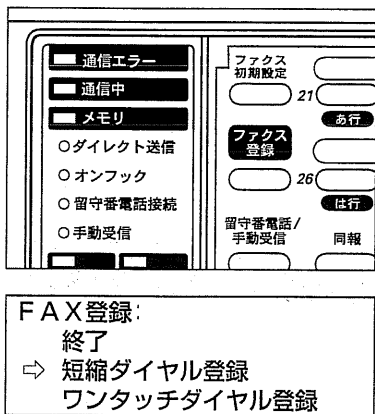 通信エラー
通信中
メモリ
ダイレクト送信
オンフック
留守番電話接続
手動受信
ファクス
初期設定
21
あ行
ファクス
登録
26
は行
留守番電話/
手動受信
同報
FAX登録:
終了
⇨ 短縮ダイヤル登録
ワンタッチダイヤル登録